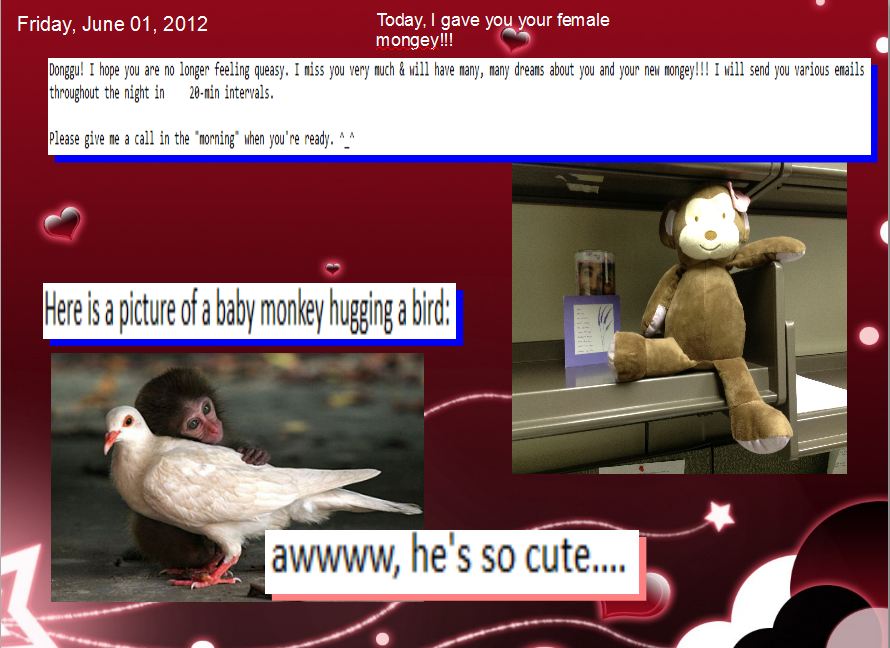 Friday, June 01, 2012
Today, I gave you your female
mongey!!!
Donggu! I hope you are no longer feeling queasy. I miss you very much & will have many, many dreams about you and your new mongey!!! I will send you various emails
throughout the night in 20-min intervals.
Please give me a call in the "morning" when you're ready. ^_^
Here is a picture of a baby monkey hugging a bird:
awwww, he's so cute....